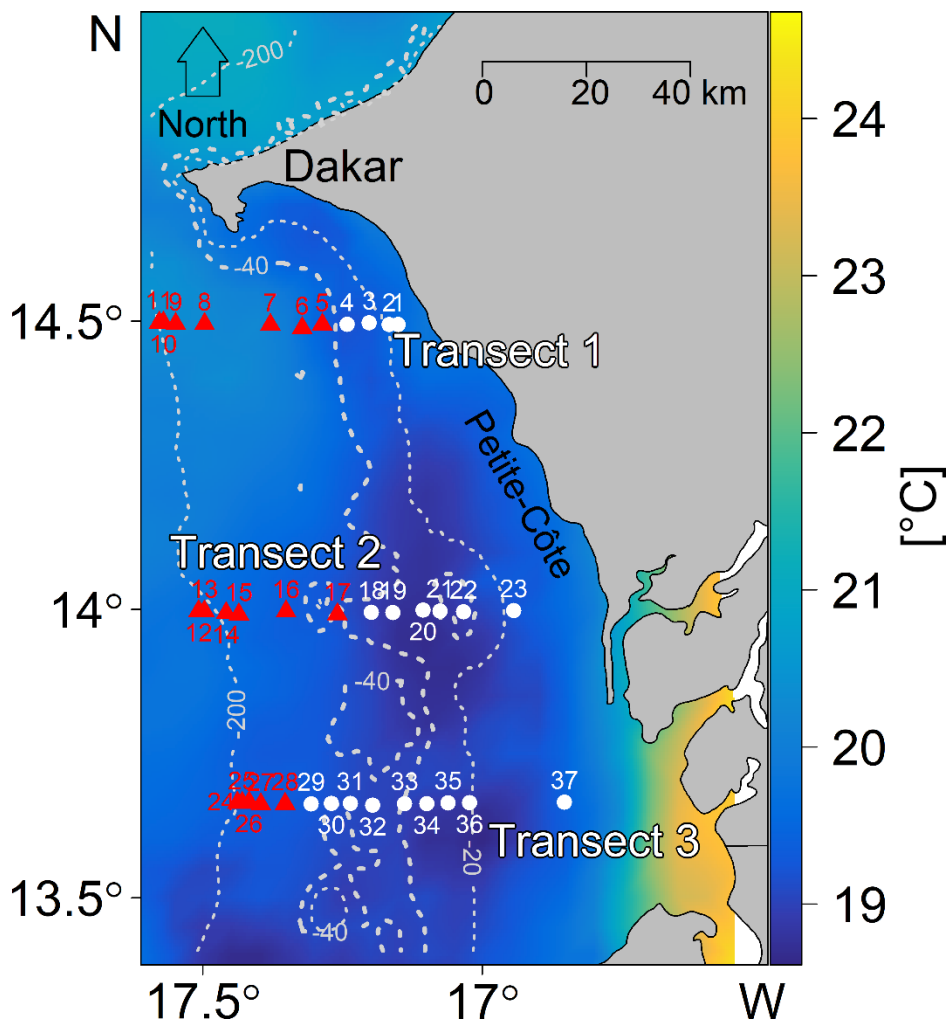 N
-200
0 20 40 km
North
Dakar
-40
11 9 8 7 6 5 4 3 2 1
10
14.5°
Transect 1
Petite-Côte
Transect 2
13 15 16 17 18 19 21 22 23
12 14 20
14°
-40
200
25 27 28 29 31 33 35 37
24
26 30 32 34 36
Transect 3
-20
13.5°
-40
17.5° 17° W
24
23
22
21
20
19
[°C]